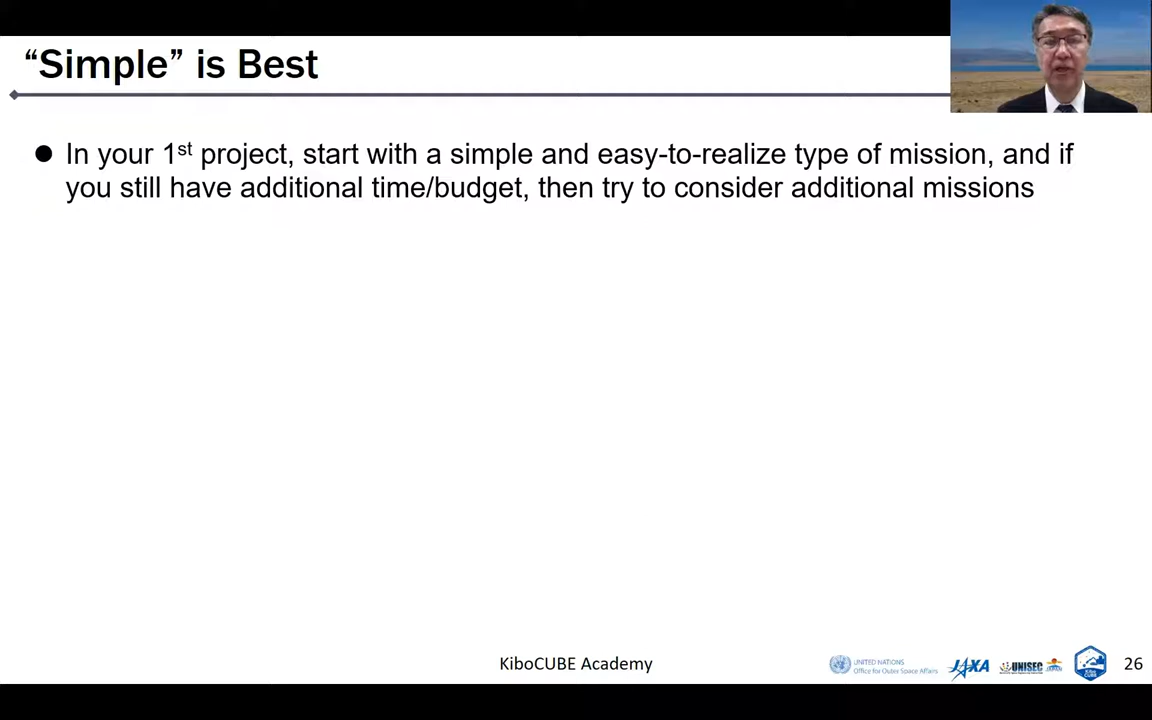 “Simple” is Best
● In your 1st project, start with a simple and easy-to-realize type of mission, and if
you still have additional time/budget, then try to consider additional missions
KiboCUBE Academy
UNITED NATIONS
Office for Outer Space Affairs
JAXA
UNISEC
26